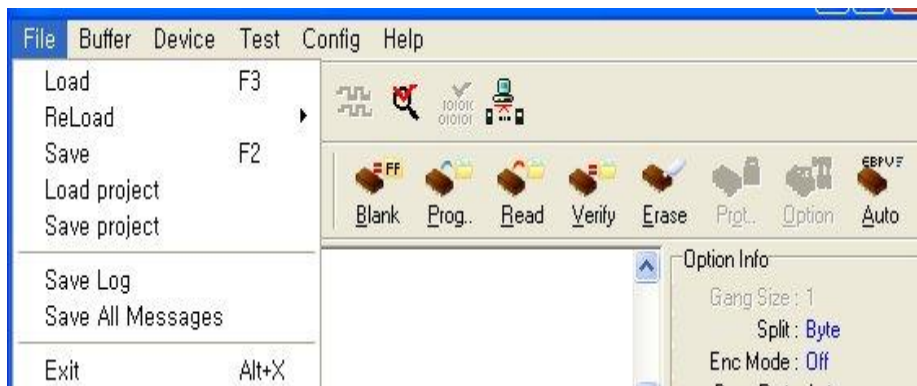 File Buffer Device Test Config Help
Load F3
ReLoad
Save F2
Load project
Save project
Save Log
Save All Messages
Exit Alt+X
FF
EBPV
Blank Prog.. Read Verify Erase Prot.. Option Auto
Option Info
Gang Size : 1
Split : Byte
Enc Mode : Off